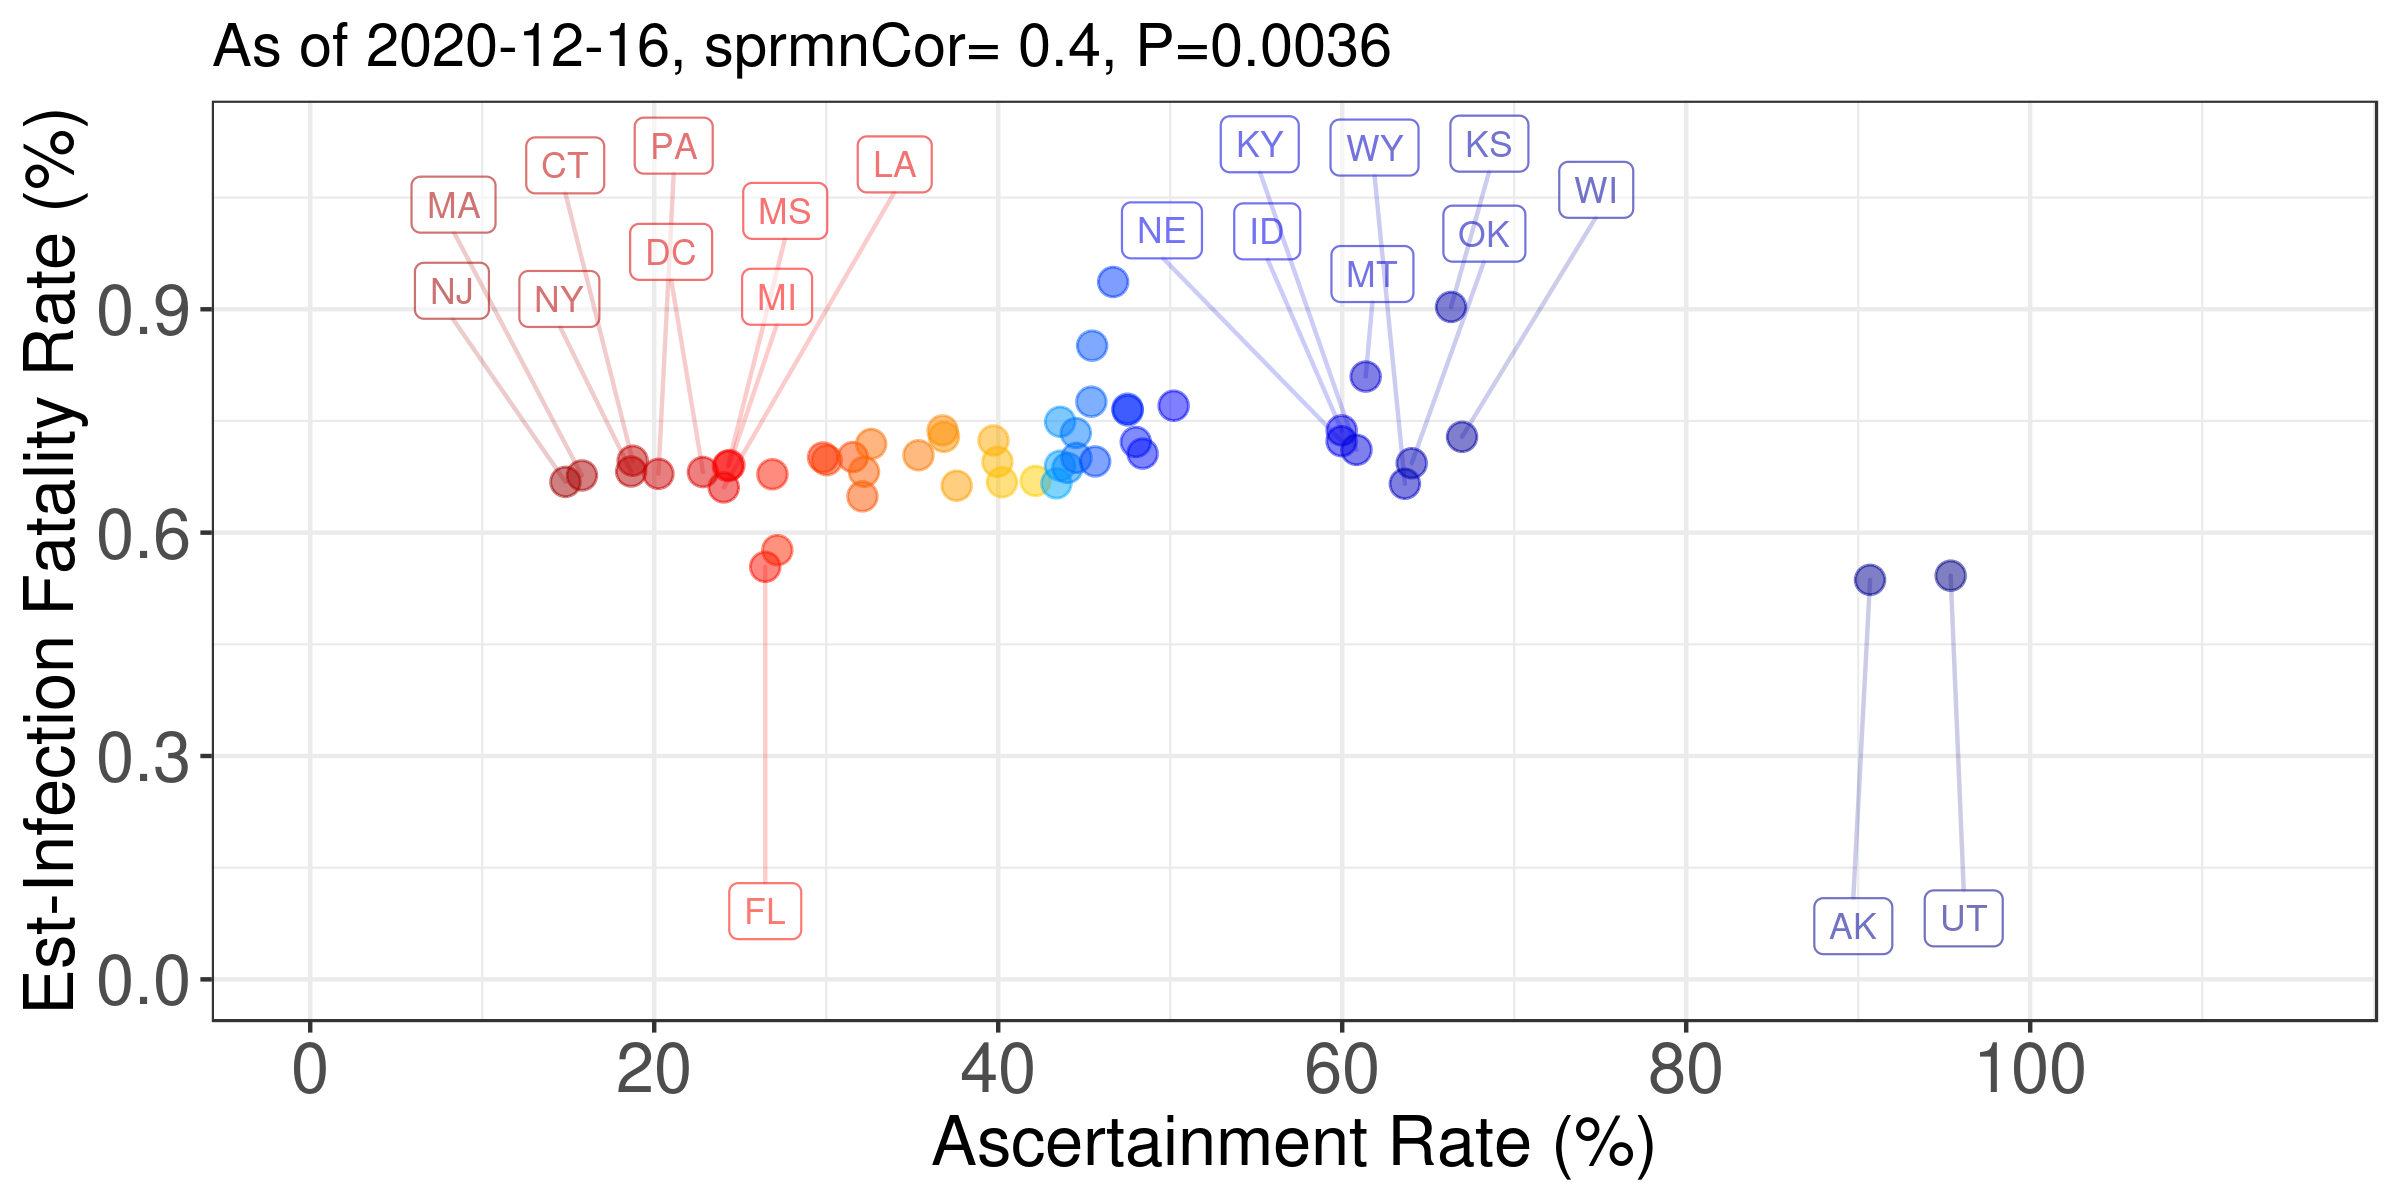 As of 2020-12-16, sprmnCor= 0.4, P=0.0036
Est-Infection Fatality Rate (%)
0.9
0.6
0.3
0.0
PA
CT
LA
MA
MS
DC
NJ
NY
MI
KY
WY
KS
WI
NE
ID
OK
MT
FL
AK
UT
0
20
40
60
80
100
Ascertainment Rate (%)